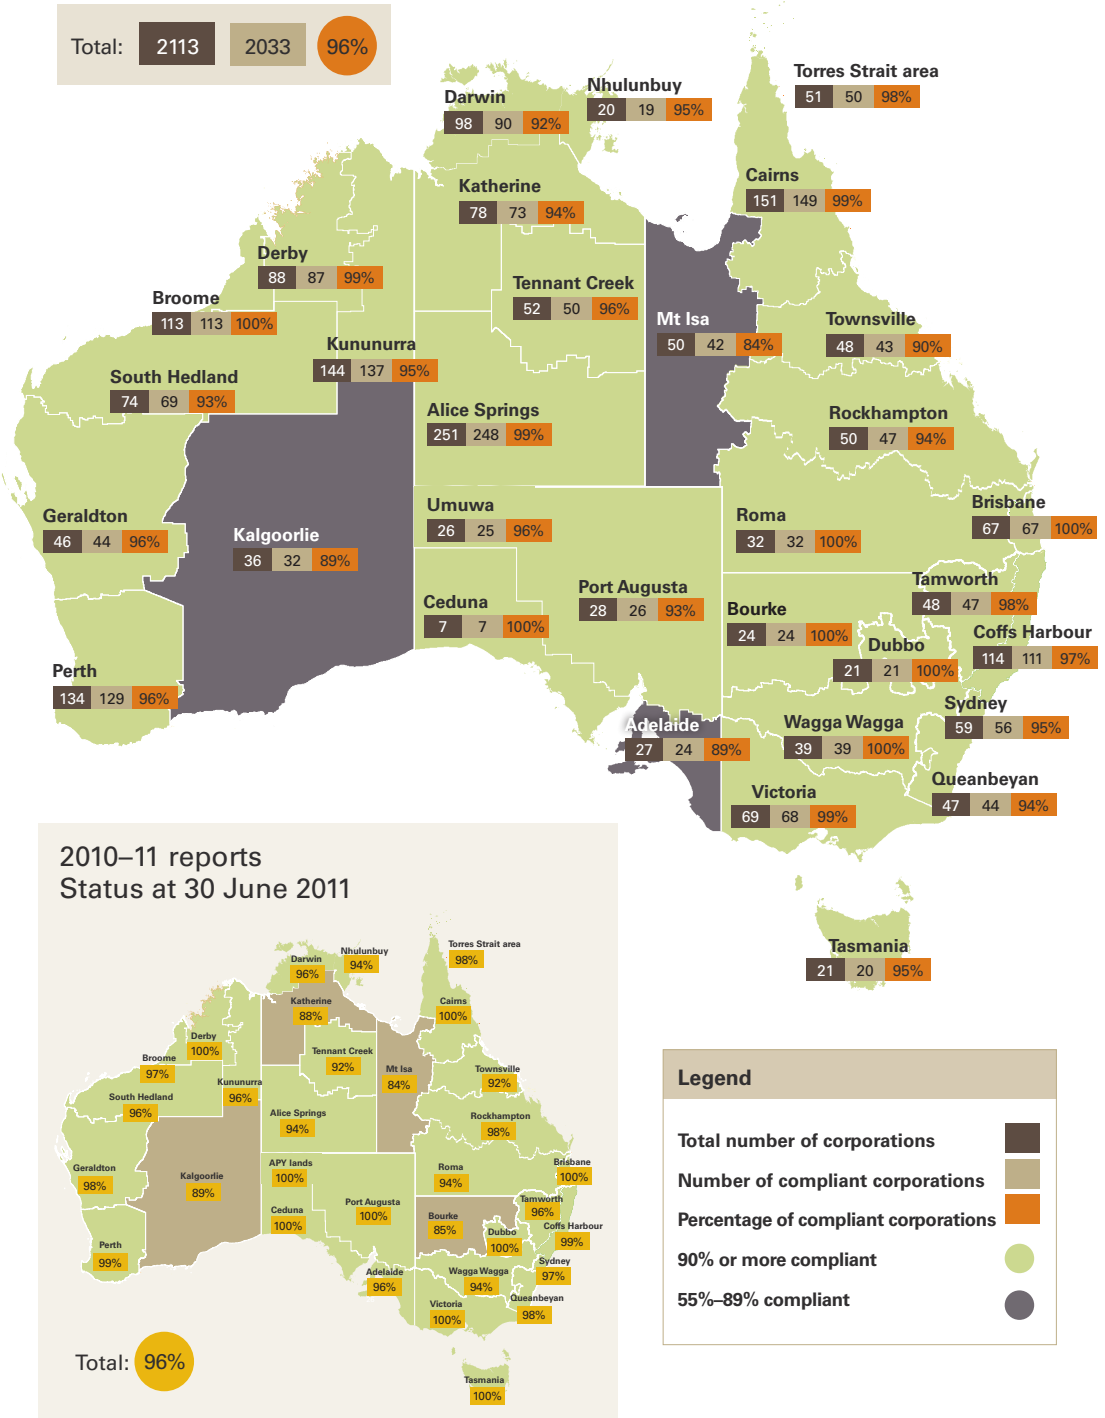 Total: 2113 2033 96%
Torres Strait area
51 50 98%
Nhulunbuy
20 19 95%
Darwin
98 90 92%
Cairns
151 149 99%
Katherine
78 73 94%
Derby
88 87 99%
Tennant Creek
52 50 96%
Broome
113 113 100%
Mt Isa
50 42 84%
Townsville
48 43 90%
Kununurra
144 137 95%
South Hedland
74 69 93%
Alice Springs
251 248 99%
Rockhampton
50 47 94%
Geraldton
46 44 96%
Kalgoorlie
36 32 89%
Umuwa
26 25 96%
Roma
32 32 100%
Brisbane
67 67 100%
Port Augusta
28 26 93%
Tamworth
48 47 98%
Ceduna
7 7 100%
Bourke
24 24 100%
Dubbo
21 21 100%
Coffs Harbour
114 111 97%
Perth
134 129 96%
Adelaide
27 24 89%
Wagga Wagga
39 39 100%
Sydney
59 56 95%
Victoria
69 68 99%
Queanbeyan
47 44 94%
Tasmania
21 20 95%
2010–11 reports
Status at 30 June 2011
Torres Strait area
98%
Nhulunbuy
94%
Darwin
96%
Katherine
88%
Cairns
100%
Derby
100%
Tennant Creek
92%
Broome
97%
Mt Isa
84%
Townsville
92%
Kununurra
96%
South Hedland
96%
Alice Springs
94%
Rockhampton
98%
Geraldton
98%
Kalgoorlie
89%
APY lands
100%
Roma
94%
Brisbane
100%
Port Augusta
100%
Tamworth
96%
Ceduna
100%
Bourke
85%
Dubbo
100%
Coffs Harbour
99%
Perth
99%
Adelaide
96%
Wagga Wagga
94%
Sydney
97%
Victoria
100%
Queanbeyan
98%
Total: 96%
Tasmania
100%
Legend
Total number of corporations
Number of compliant corporations
Percentage of compliant corporations
90% or more compliant
55%–89% compliant